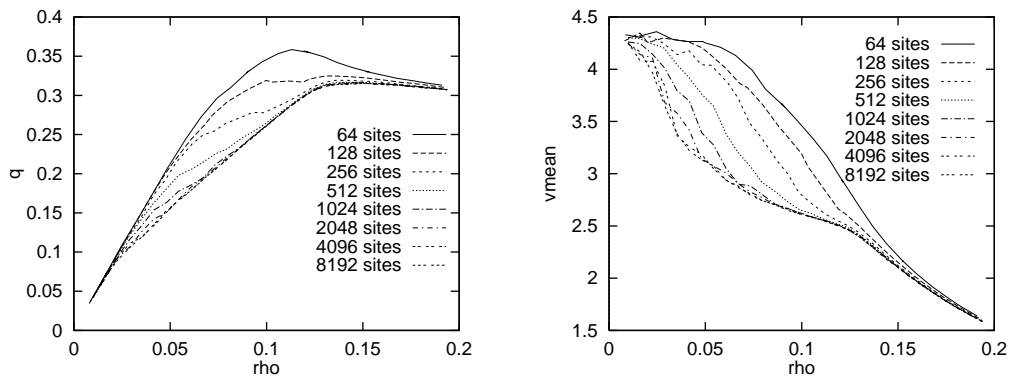 0.4
0.35
0.3
0.25
0.2
0.15
0.1
0.05
0
q
64 sites
128 sites
256 sites
512 sites
1024 sites
2048 sites
4096 sites
8192 sites
0 0.05 0.1 0.15 0.2
rho
4.5
4
3.5
3
2.5
2
1.5
vmean
64 sites
128 sites
256 sites
512 sites
1024 sites
2048 sites
4096 sites
8192 sites
0 0.05 0.1 0.15 0.2
rho